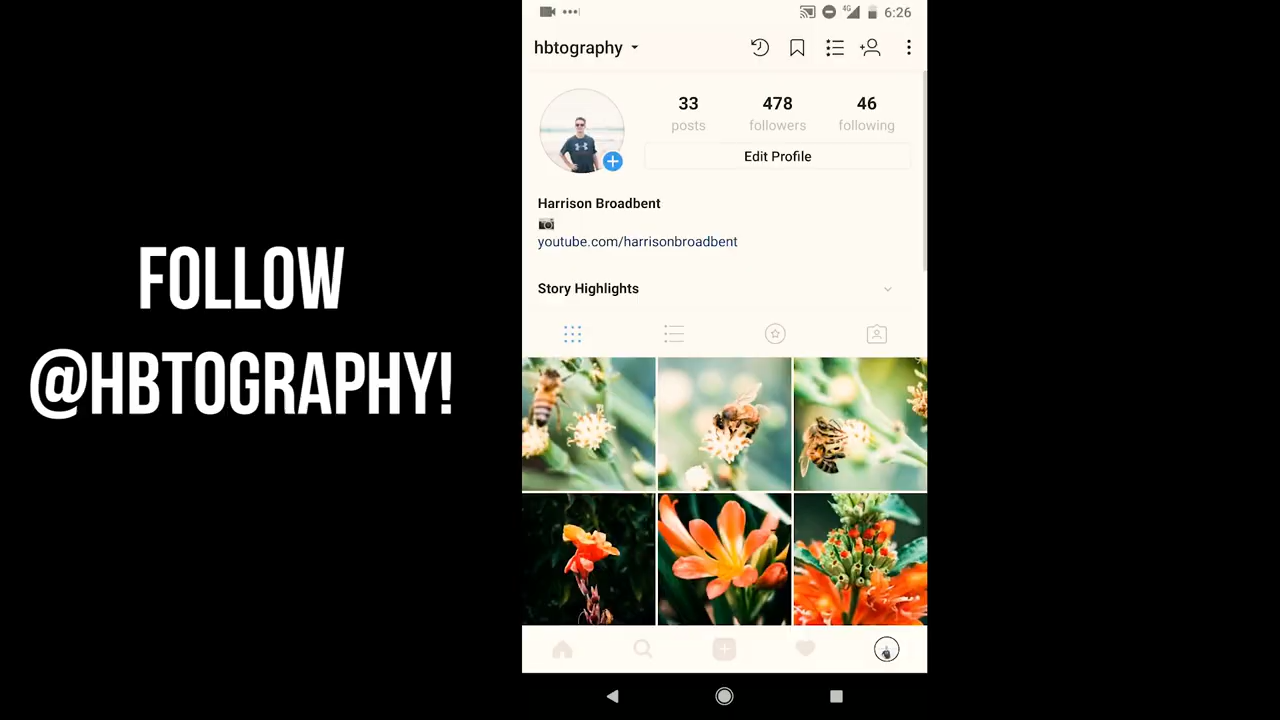 FOLLOW
@HBTOGRAPHY!
4G 6:26
hbtography
33 478 46
posts followers following
Edit Profile
Harrison Broadbent
youtube.com/harrisonbroadbent
Story Highlights